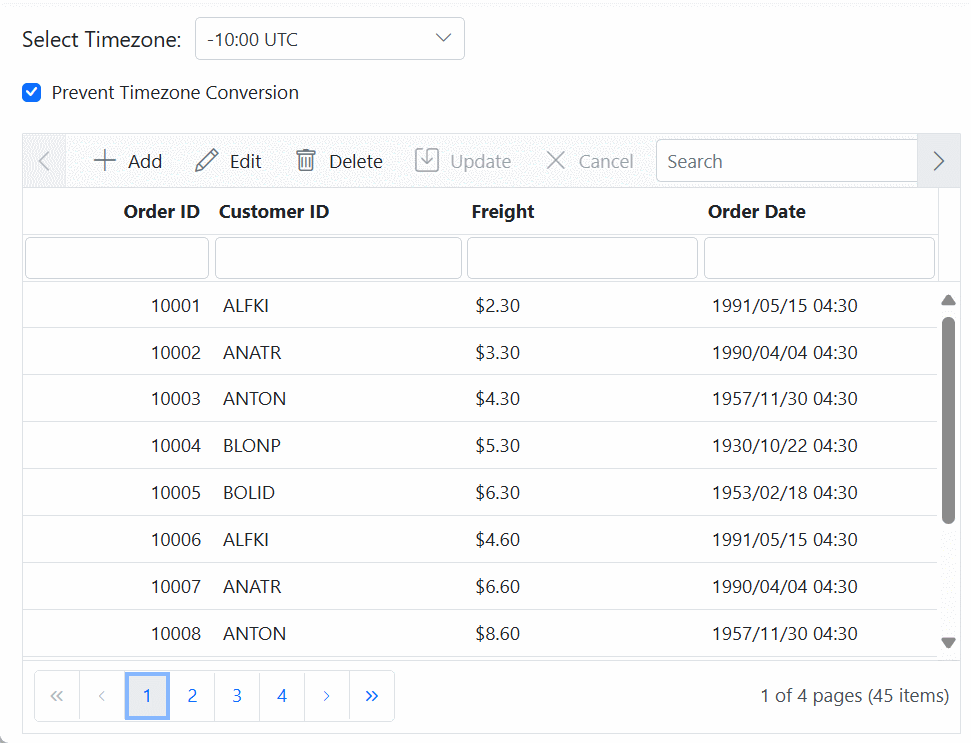 Select Timezone: -10:00 UTC
Prevent Timezone Conversion
Add Edit Delete Update Cancel Search
Order ID Customer ID Freight Order Date
10001 ALFKI $2.30 1991/05/15 04:30
10002 ANATR $3.30 1990/04/04 04:30
10003 ANTON $4.30 1957/11/30 04:30
10004 BLONP $5.30 1930/10/22 04:30
10005 BOLID $6.30 1953/02/18 04:30
10006 ALFKI $4.60 1991/05/15 04:30
10007 ANATR $6.60 1990/04/04 04:30
10008 ANTON $8.60 1957/11/30 04:30
1 2 3 4 1 of 4 pages (45 items)